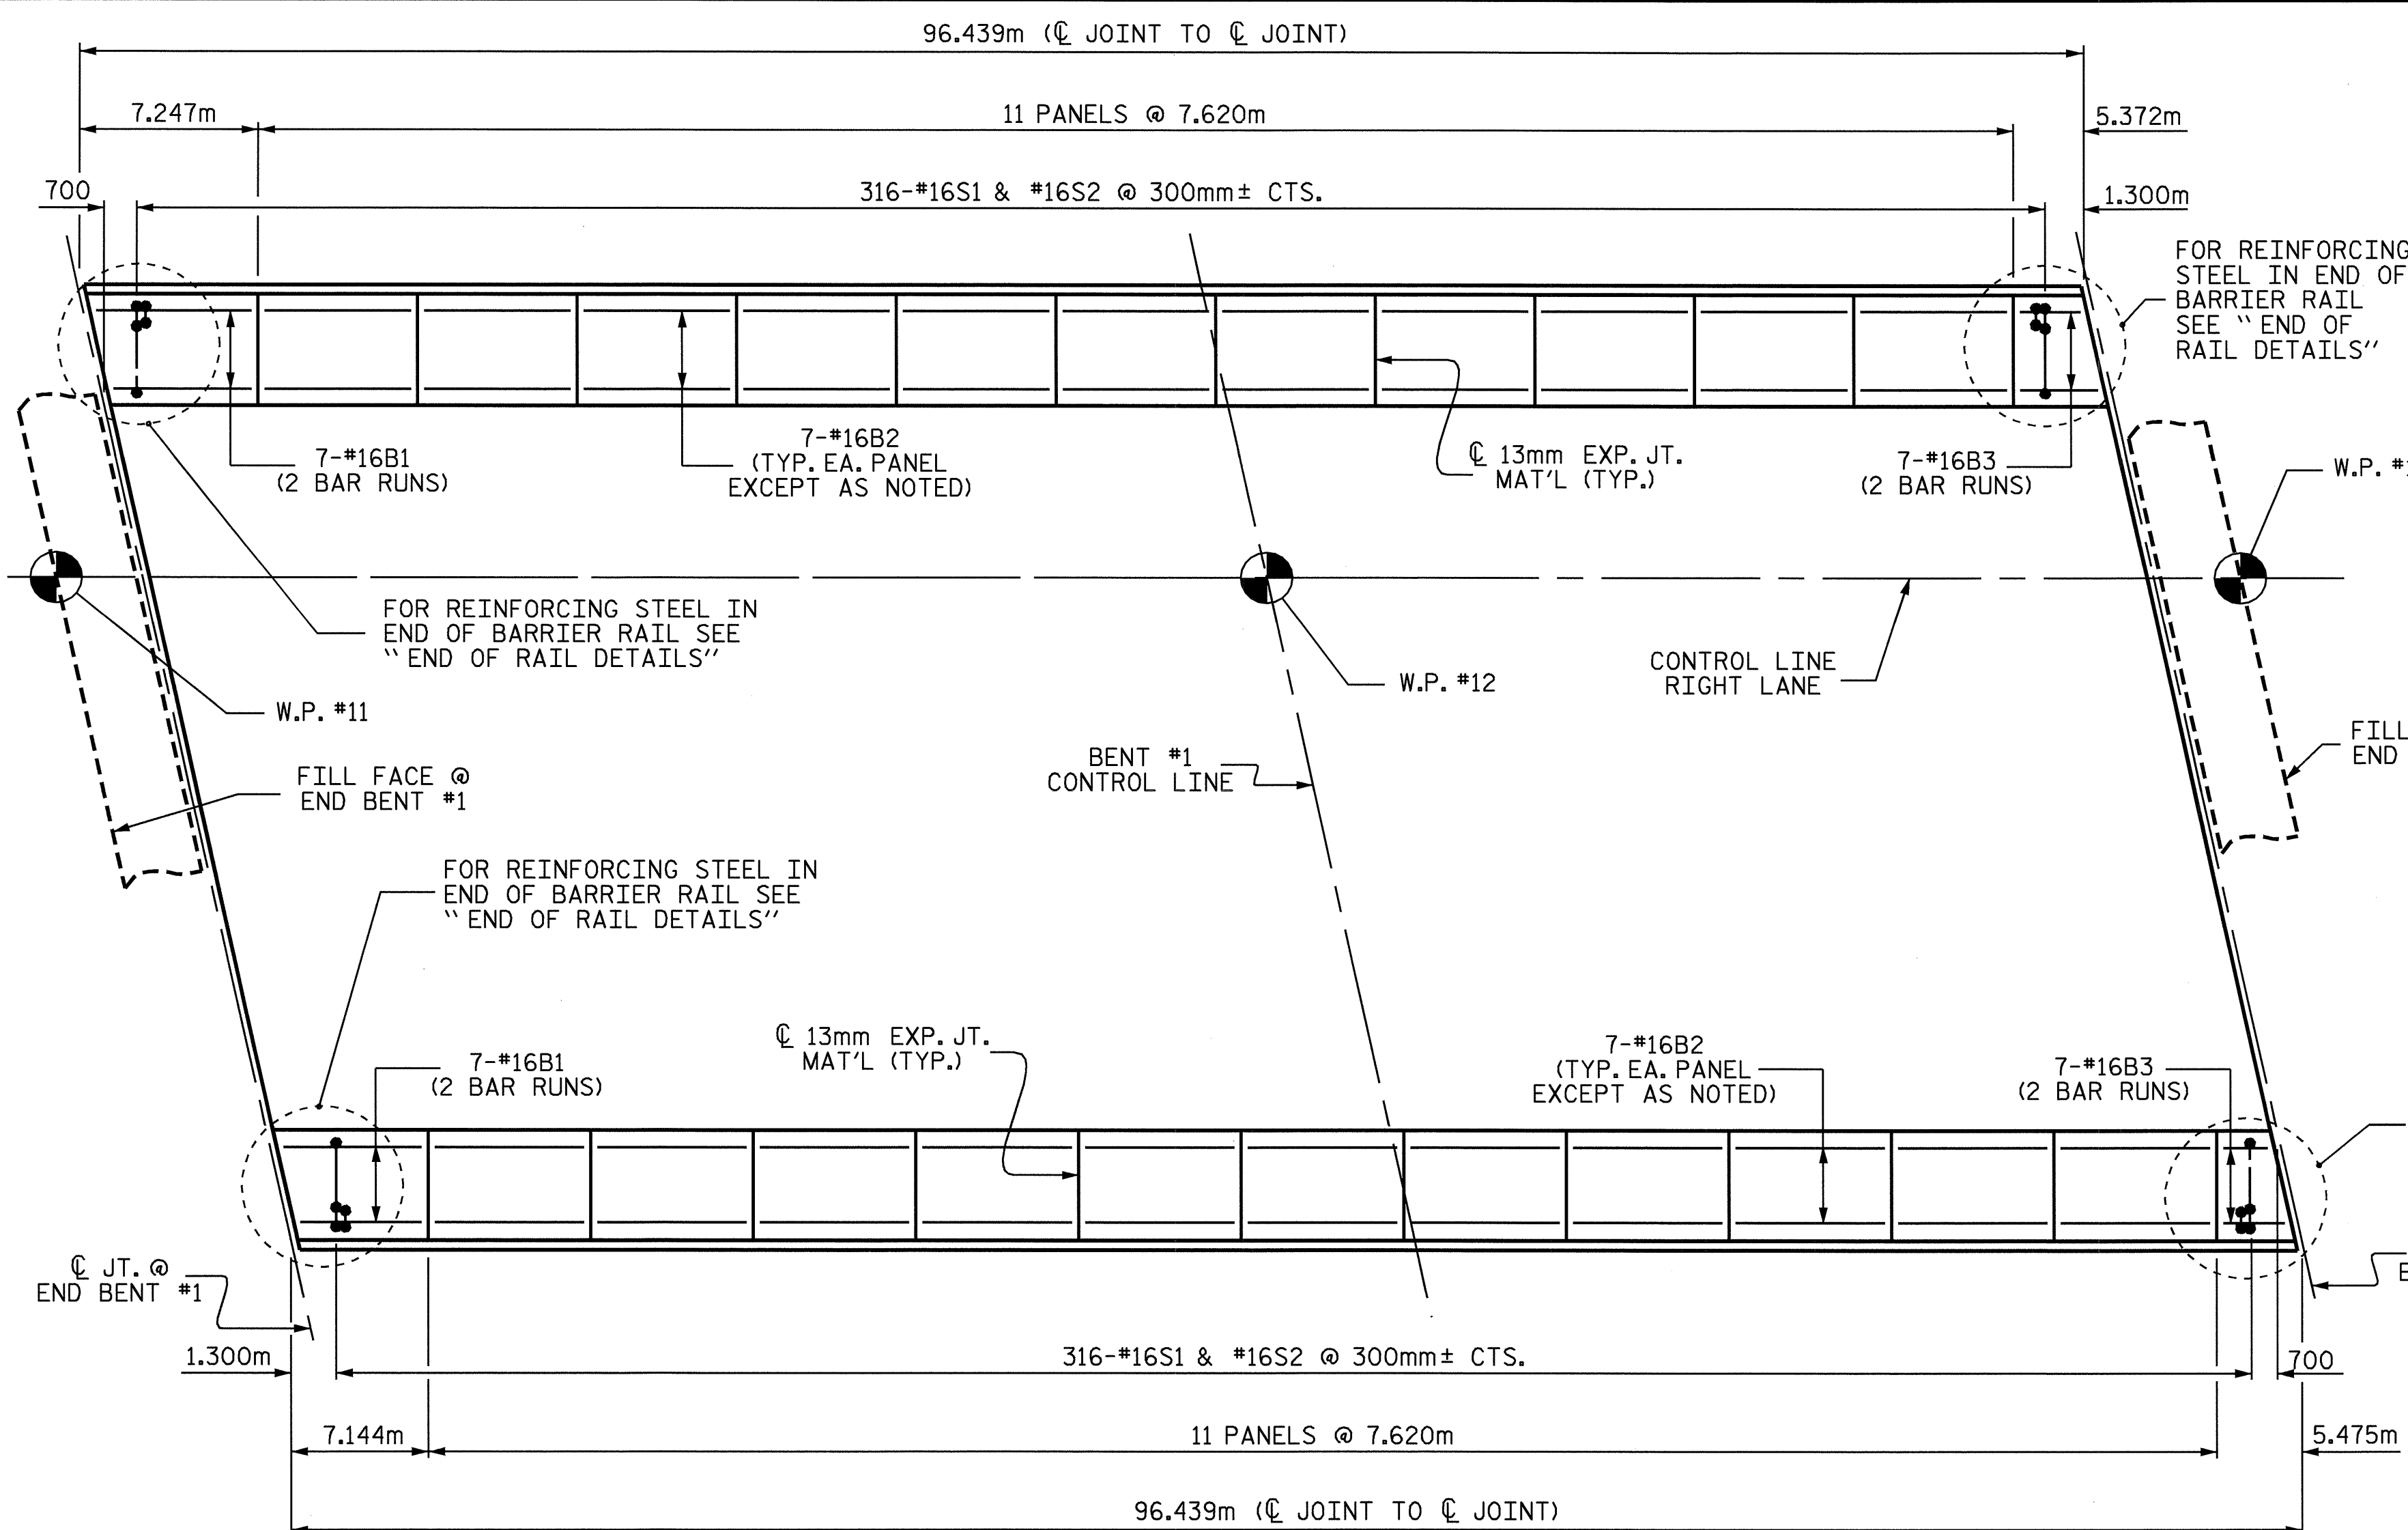 96.439m (℄ JOINT TO ℄ JOINT)
7.247m
11 PANELS @ 7.620m
5.372m
700
316-#16S1 & #16S2 @ 300mm± CTS.
1.300m
FOR REINFORCING
STEEL IN END OF
BARRIER RAIL
SEE "END OF
RAIL DETAILS"
7-#16B1
(2 BAR RUNS)
7-#16B2
(TYP. EA. PANEL
EXCEPT AS NOTED)
℄ 13mm EXP. JT.
MAT'L (TYP.)
7-#16B3
(2 BAR RUNS)
W.P. #
FOR REINFORCING STEEL IN
END OF BARRIER RAIL SEE
"END OF RAIL DETAILS"
W.P. #11
W.P. #12
CONTROL LINE
RIGHT LANE
FILL FACE @
END BENT #1
BENT #1
CONTROL LINE
FILL
END
FOR REINFORCING STEEL IN
END OF BARRIER RAIL SEE
"END OF RAIL DETAILS"
7-#16B1
(2 BAR RUNS)
℄ 13mm EXP. JT.
MAT'L (TYP.)
7-#16B2
(TYP. EA. PANEL
EXCEPT AS NOTED)
7-#16B3
(2 BAR RUNS)
℄ JT. @
END BENT #1
1.300m
316-#16S1 & #16S2 @ 300mm± CTS.
700
7.144m
11 PANELS @ 7.620m
5.475m
96.439m (℄ JOINT TO ℄ JOINT)